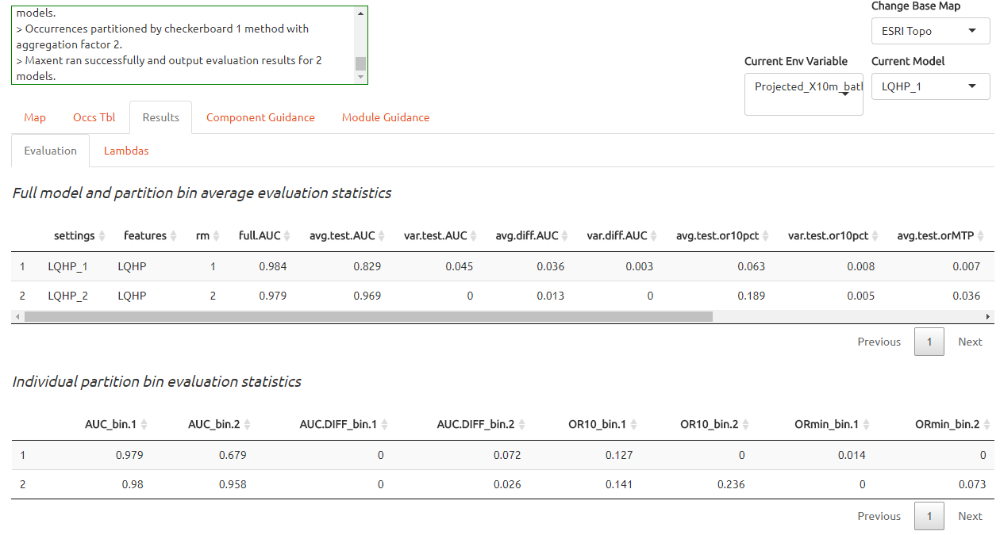 models.
> Occurrences partitioned by checkerboard 1 method with
aggregation factor 2.
> Maxent ran successfully and output evaluation results for 2
models.
Change Base Map
ESRI Topo
Current Env Variable
Current Model
Projected_X10m_bath
LQHP_1
Map Occs Tbl Results Component Guidance Module Guidance
Evaluation Lambdas
Full model and partition bin average evaluation statistics
settings features rm full.AUC avg.test.AUC var.test.AUC avg.diff.AUC var.diff.AUC avg.test.or10pct var.test.or10pct avg.test.orMTP
1 LQHP_1 LQHP 1 0.984 0.829 0.045 0.036 0.003 0.063 0.008 0.007
2 LQHP_2 LQHP 2 0.979 0.969 0 0.013 0 0.189 0.005 0.036
Previous 1 Next
Individual partition bin evaluation statistics
AUC_bin.1 AUC_bin.2 AUC.DIFF_bin.1 AUC.DIFF_bin.2 OR10_bin.1 OR10_bin.2 ORmin_bin.1 ORmin_bin.2
1 0.979 0.679 0 0.072 0.127 0 0.014 0
2 0.98 0.958 0 0.026 0.141 0.236 0 0.073
Previous 1 Next